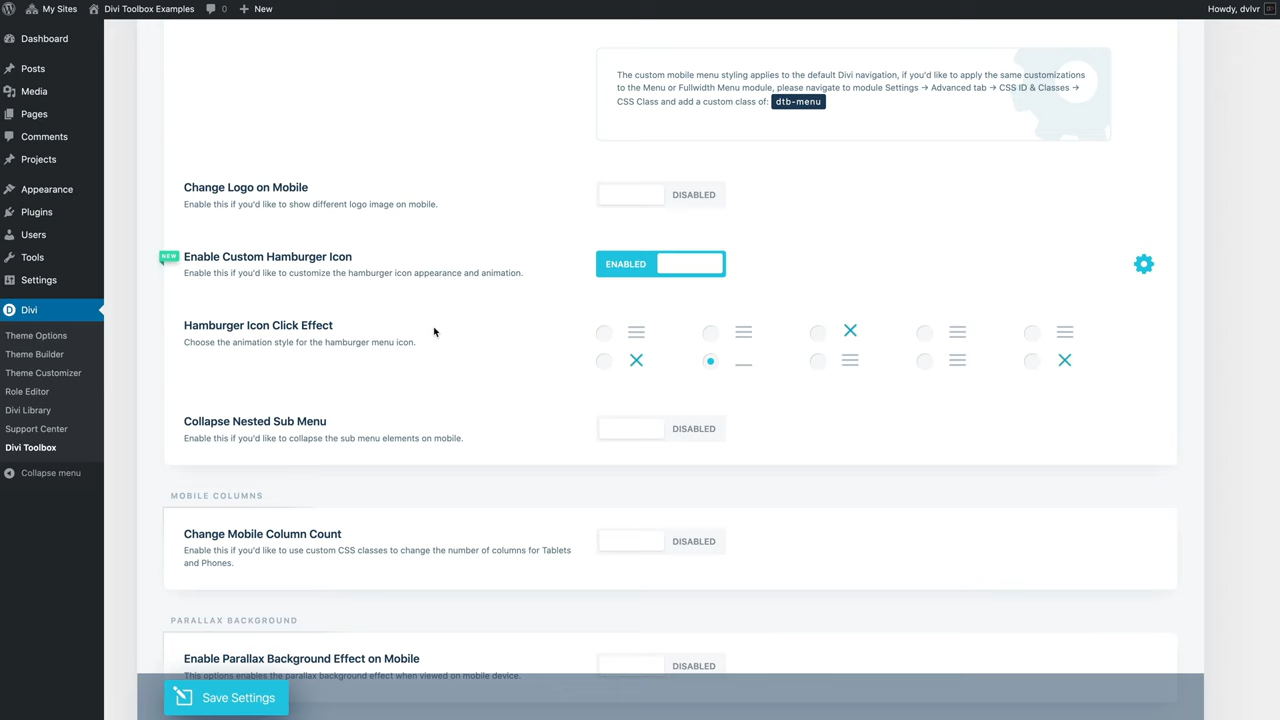 My Sites
Divi Toolbox Examples
0
New
Howdy, dvlvr
Dashboard
Posts
Media
Pages
Comments
Projects
Appearance
Plugins
Users
Tools
Settings
Divi
Theme Options
Theme Builder
Theme Customizer
Role Editor
Divi Library
Support Center
Divi Toolbox
Collapse menu
The custom mobile menu styling applies to the default Divi navigation, if you'd like to apply the same customizations
to the Menu or Fullwidth Menu module, please navigate to module Settings → Advanced tab → CSS ID & Classes →
CSS Class and add a custom class of: dtb-menu
Change Logo on Mobile
Enable this if you'd like to show different logo image on mobile.
DISABLED
NEW
Enable Custom Hamburger Icon
Enable this if you'd like to customize the hamburger icon appearance and animation.
ENABLED
Hamburger Icon Click Effect
Choose the animation style for the hamburger menu icon.
Collapse Nested Sub Menu
Enable this if you'd like to collapse the sub menu elements on mobile.
DISABLED
MOBILE COLUMNS
Change Mobile Column Count
Enable this if you'd like to use custom CSS classes to change the number of columns for Tablets
and Phones.
DISABLED
PARALLAX BACKGROUND
Enable Parallax Background Effect on Mobile
This options enables the parallax background effect when viewed on mobile device.
DISABLED
Save Settings